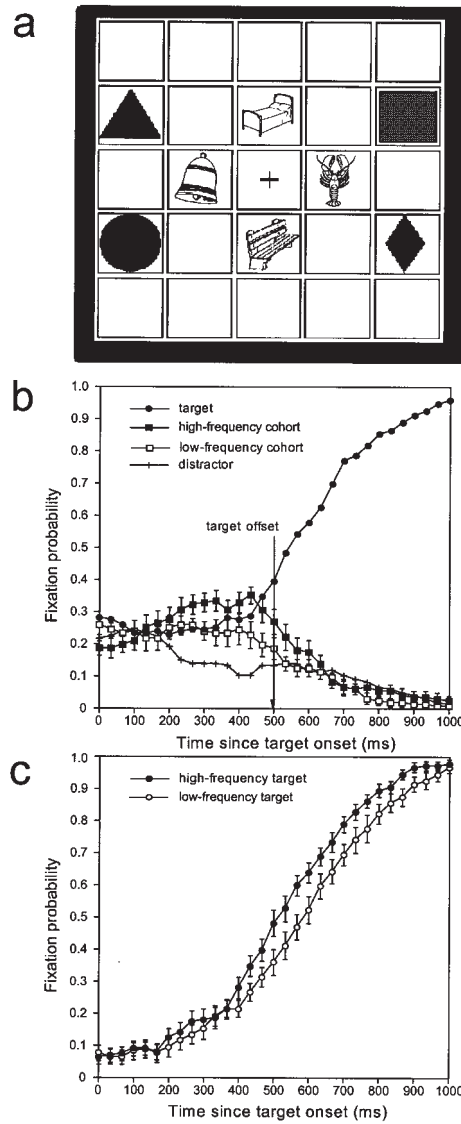 a
b
1.0
0.9
0.8
0.7
0.6
0.5
0.4
0.3
0.2
0.1
0
Fixation probability
target
high-frequency cohort
low-frequency cohort
distractor
target offset
0 100 200 300 400 500 600 700 800 900 1000
Time since target onset (ms)
c
1.0
0.9
0.8
0.7
0.6
0.5
0.4
0.3
0.2
0.1
0
Fixation probability
high-frequency target
low-frequency target
0 100 200 300 400 500 600 700 800 900 1000
Time since target onset (ms)